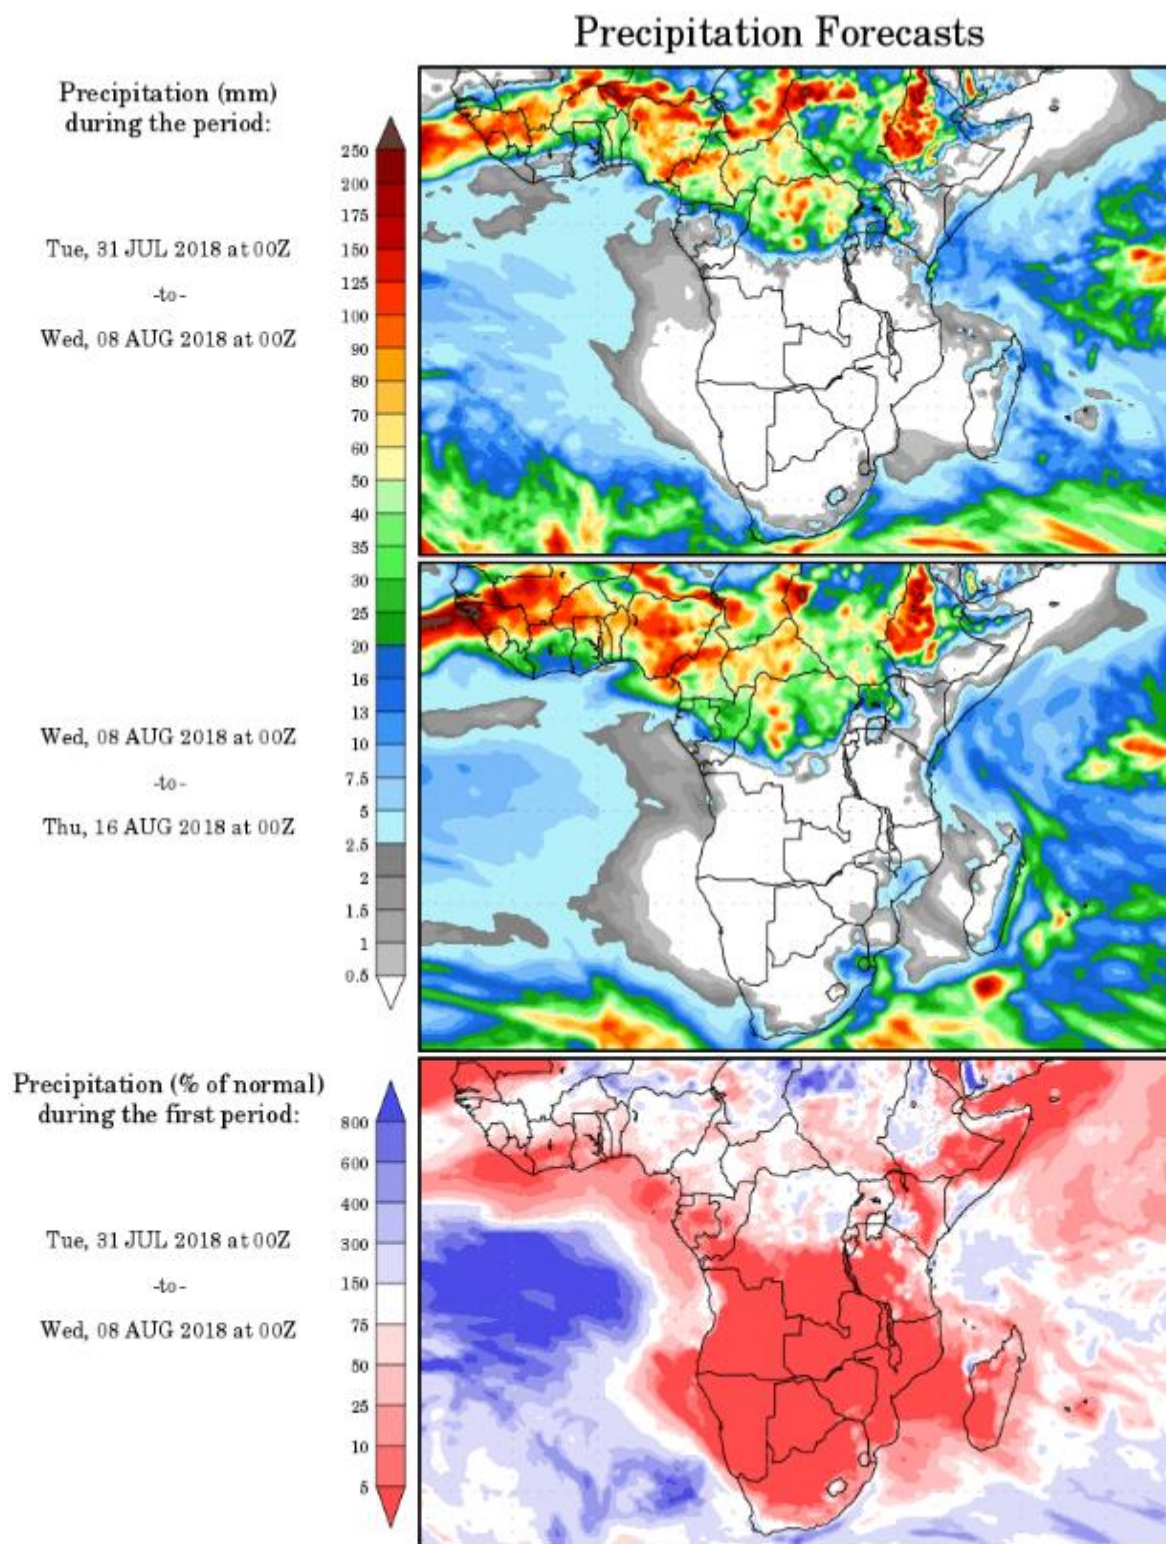 Precipitation Forecasts
Precipitation (mm)
during the period:
Tue, 31 JUL 2018 at 00Z
-to-
Wed, 08 AUG 2018 at 00Z
250
200
175
150
125
100
90
80
70
60
50
40
35
30
25
20
16
13
10
7.5
5
2.5
2
1.5
1
0.5
Wed, 08 AUG 2018 at 00Z
-to-
Thu, 16 AUG 2018 at 00Z
Precipitation (% of normal)
during the first period:
Tue, 31 JUL 2018 at 00Z
-to-
Wed, 08 AUG 2018 at 00Z
800
600
400
300
150
75
50
25
10
5